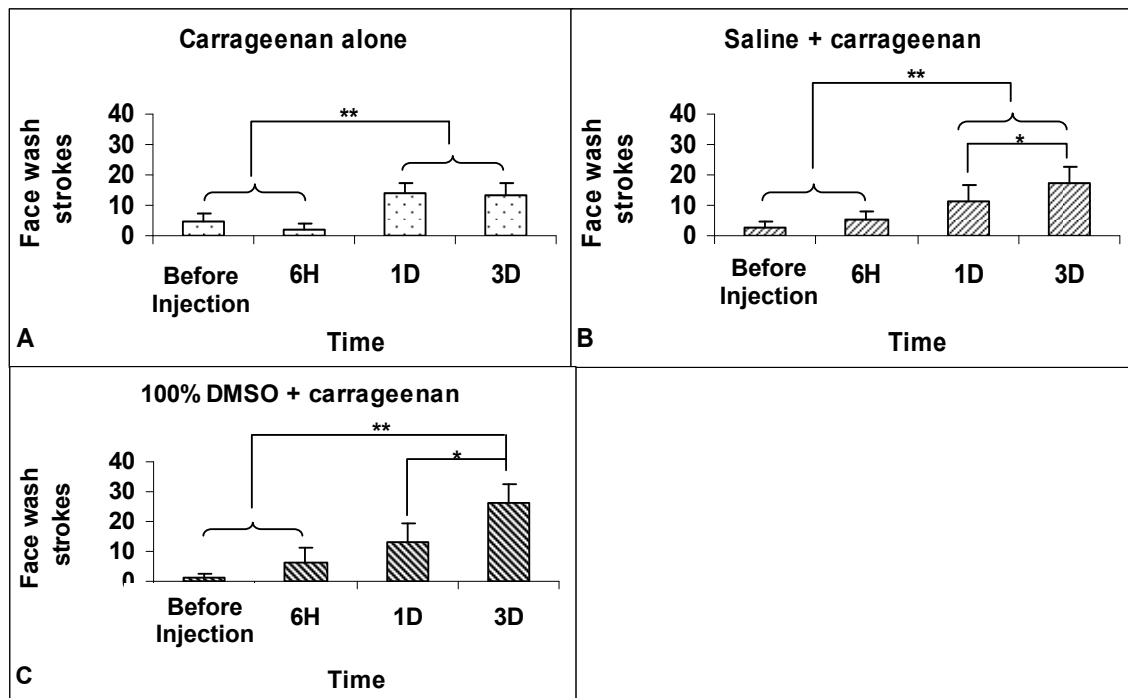 Carrageenan alone
**
Face wash
strokes
40
30
20
10
0
Before
Injection
6H
1D
3D
A
Time
Saline + carrageenan
**
*
Face wash
strokes
40
30
20
10
0
Before
Injection
6H
1D
3D
B
Time
100% DMSO + carrageenan
**
*
Face wash
strokes
40
30
20
10
0
Before
Injection
6H
1D
3D
C
Time